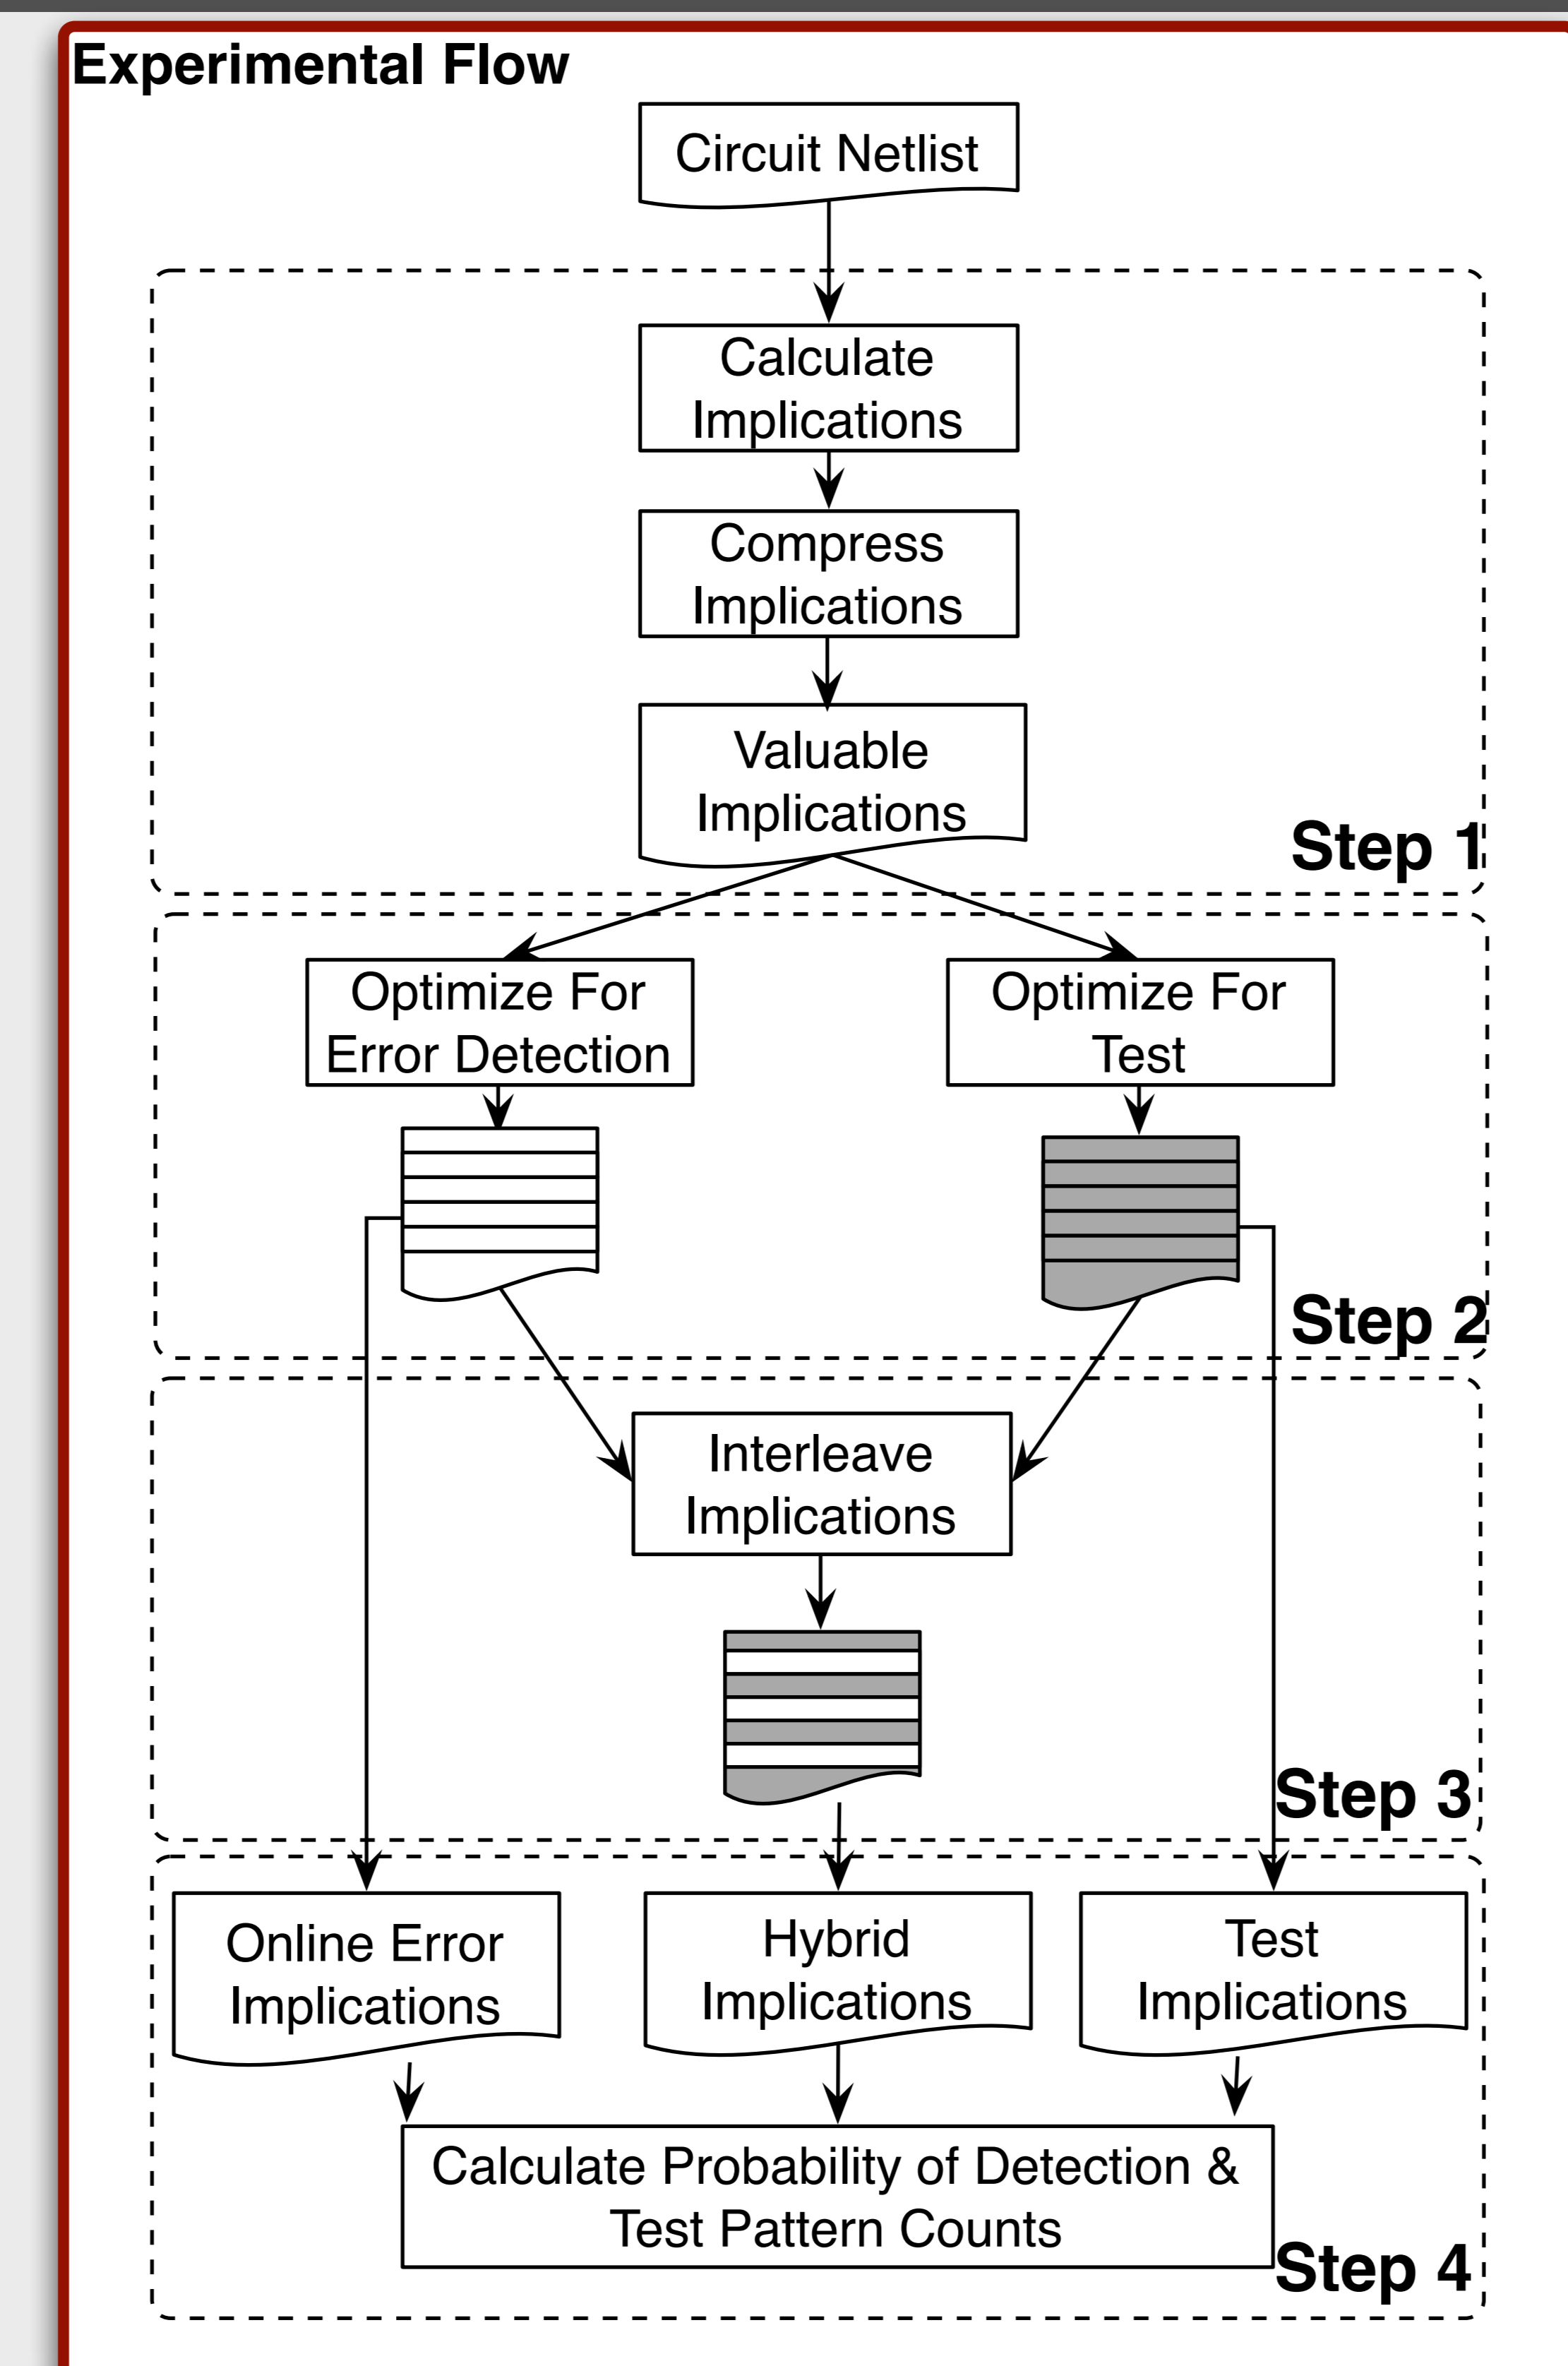 Experimental Flow
Circuit Netlist
Calculate
Implications
Compress
Implications
Valuable
Implications
Step 1
Optimize For
Error Detection
Optimize For
Test
Step 2
Interleave
Implications
Step 3
Online Error
Implications
Hybrid
Implications
Test
Implications
Calculate Probability of Detection &
Test Pattern Counts
Step 4